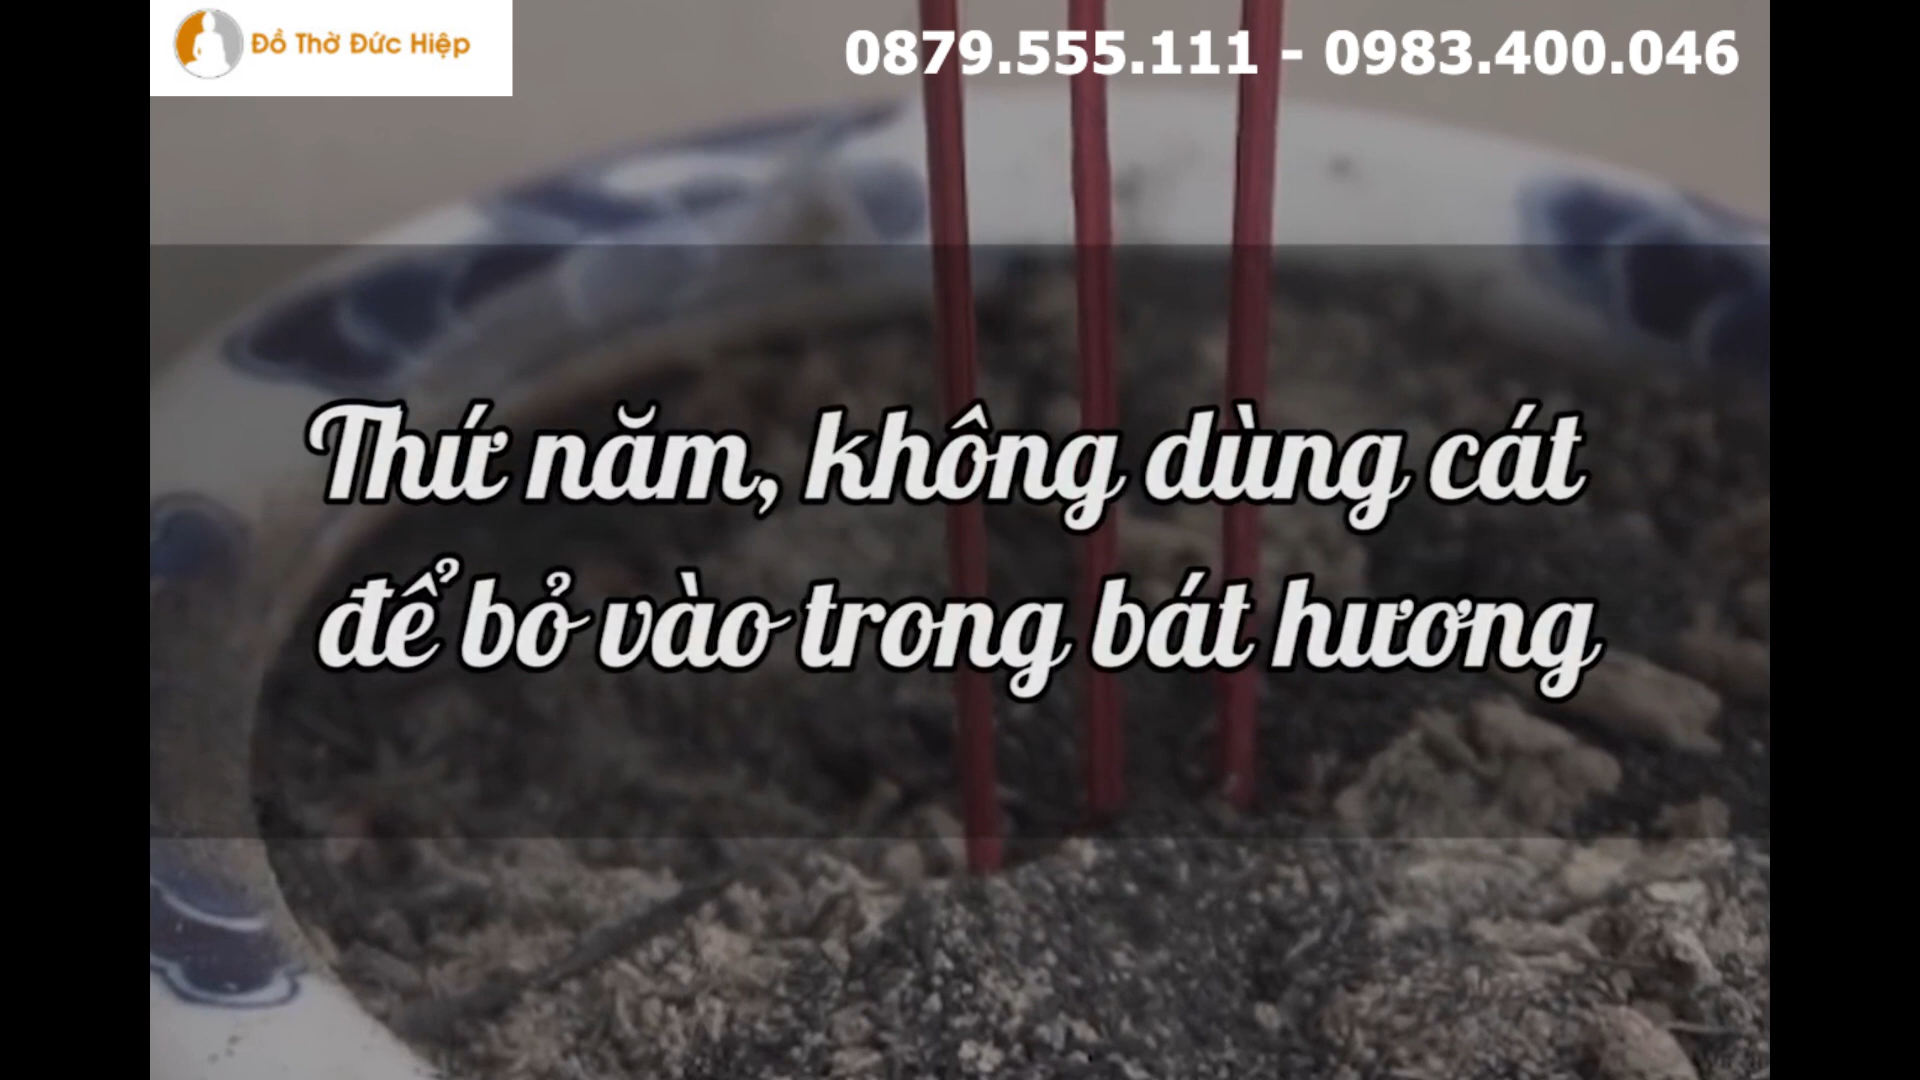 Đồ Thờ Đức Hiệp
0879.555.111 - 0983.400.046
Thứ năm, không dùng cát
để bỏ vào trong bát hương